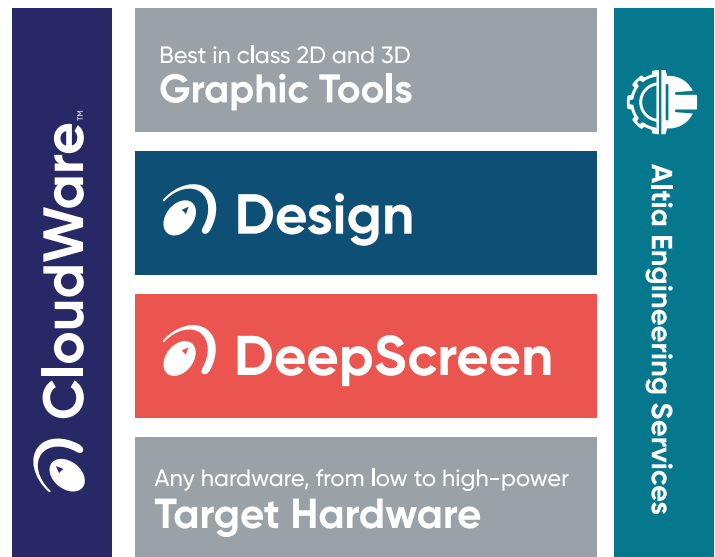 CloudWare™
Best in class 2D and 3D
Graphic Tools
Design
DeepScreen
Any hardware, from low to high-power
Target Hardware
Altia Engineering Services